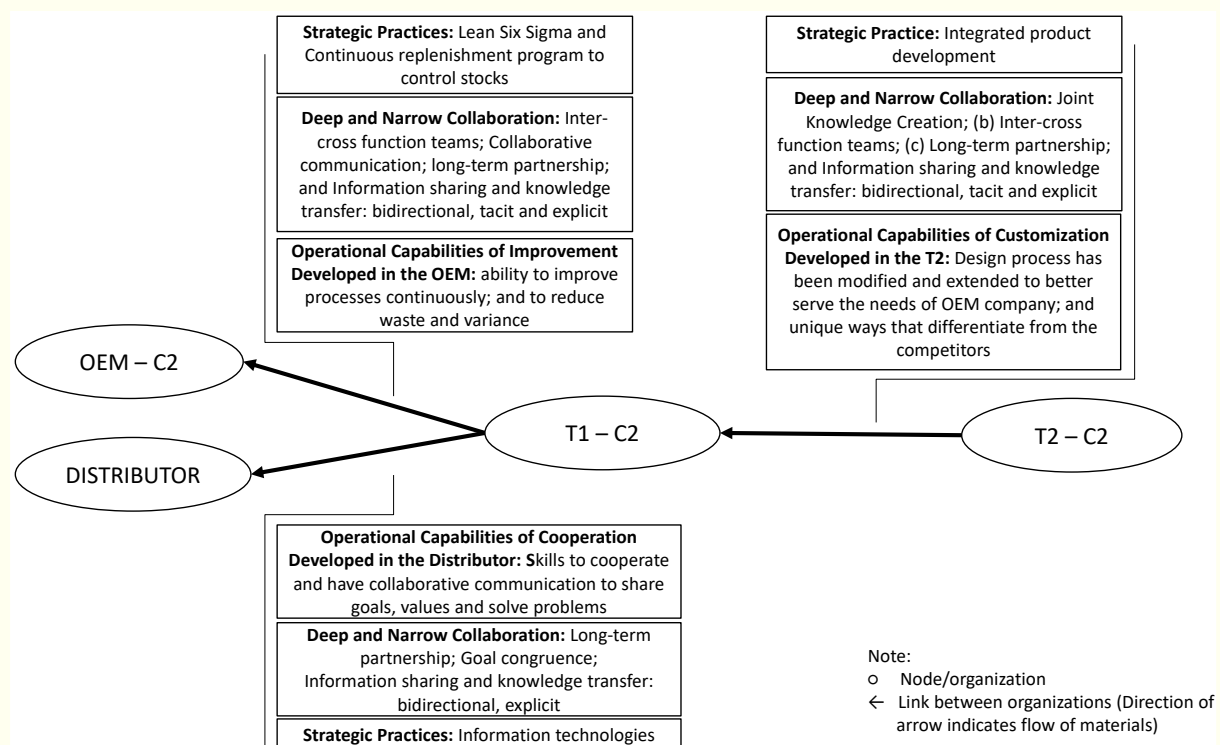 Strategic Practices: Lean Six Sigma and
Continuous replenishment program to
control stocks
Deep and Narrow Collaboration: Inter-
cross function teams; Collaborative
communication; long-term partnership;
and Information sharing and knowledge
transfer: bidirectional, tacit and explicit
Operational Capabilities of Improvement
Developed in the OEM: ability to improve
processes continuously; and to reduce
waste and variance
Strategic Practice: Integrated product
development
Deep and Narrow Collaboration: Joint
Knowledge Creation; (b) Inter-cross
function teams; (c) Long-term partnership;
and Information sharing and knowledge
transfer: bidirectional, tacit and explicit
Operational Capabilities of Customization
Developed in the T2: Design process has
been modified and extended to better
serve the needs of OEM company; and
unique ways that differentiate from the
competitors
OEM – C2
T1 – C2
T2 – C2
DISTRIBUTOR
Operational Capabilities of Cooperation
Developed in the Distributor: Skills to cooperate
and have collaborative communication to share
goals, values and solve problems
Deep and Narrow Collaboration: Long-term
partnership; Goal congruence;
Information sharing and knowledge transfer:
bidirectional, explicit
Strategic Practices: Information technologies
Note:
Node/organization
Link between organizations (Direction of
arrow indicates flow of materials)